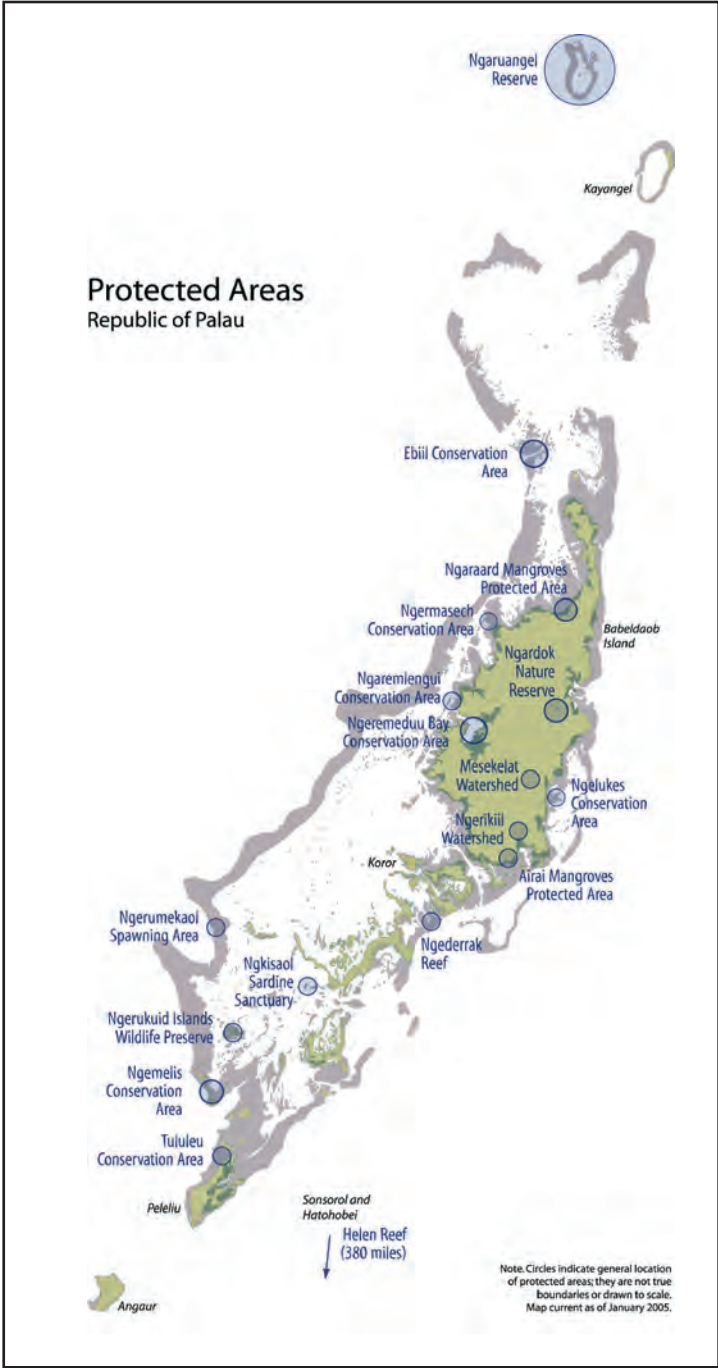 Ngaruangel
Reserve
Kayangel
Protected Areas
Republic of Palau
Ebiil Conservation
Area
Ngaraard Mangroves
Protected Area
Ngermasech
Conservation Area
Babeldaob
Island
Ngardok
Nature
Reserve
Ngaremlengui
Conservation Area
Ngeremeduu Bay
Conservation Area
Mesekelat
Watershed
Ngelukes
Conservation
Area
Ngerikiil
Watershed
Koror
Airai Mangroves
Protected Area
Ngerumekaol
Spawning Area
Ngederrak
Reef
Ngkisaol
Sardine
Sanctuary
Ngerukuid Islands
Wildlife Preserve
Ngemelis
Conservation
Area
Tululeu
Conservation Area
Peleliu
Sonsorol and
Hatohobei
Helen Reef
(380 miles)
Angaur
Note. Circles indicate general location
of protected areas; they are not true
boundaries or drawn to scale.
Map current as of January 2005.